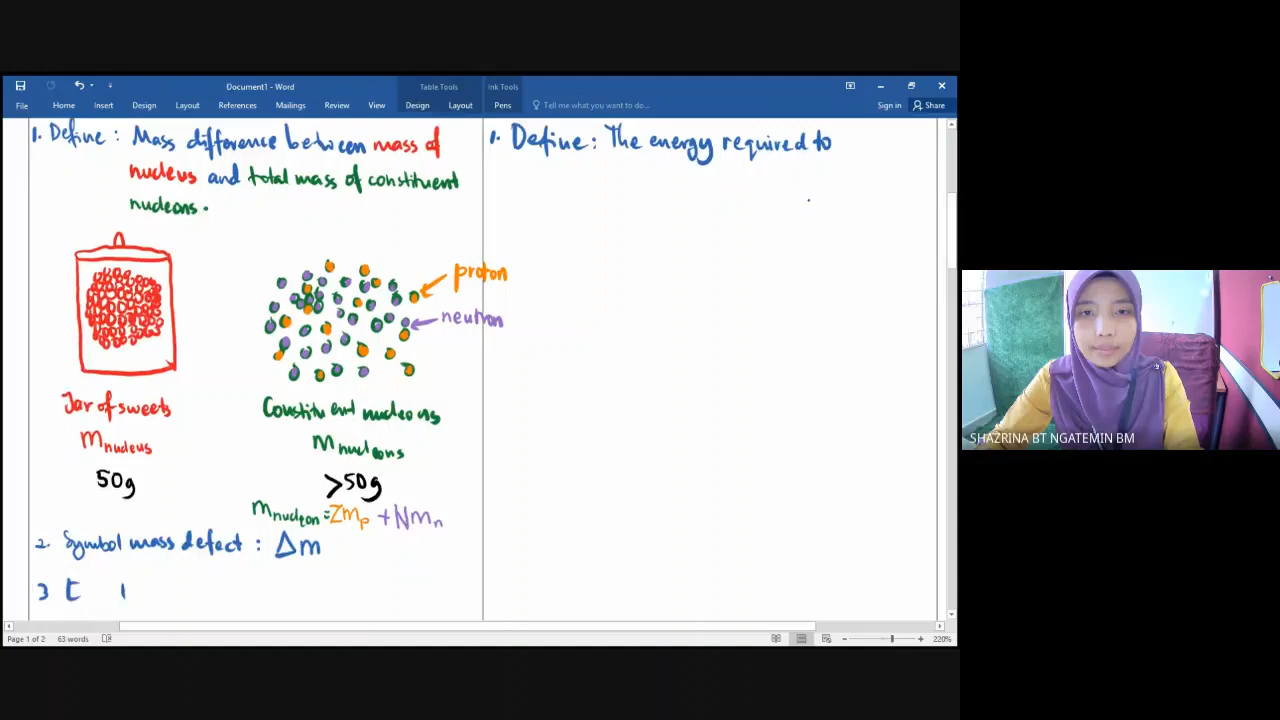 Document1 - Word
Table Tools
Ink Tools
File Home Insert Design Layout References Mailings Review View Design Layout Pens Tell me what you want to do... Sign in Share
1. Define : Mass difference between mass of
nucleus and total mass of constituent
nucleons.
proton
neutron
Jar of sweets
Mnucleus
50g
Constituent nucleons
Mnucleons
>50g
mnucleon = Zmp + Nmn
2. Symbol mass defect : Δm
3
1. Define : The energy required to
Page 1 of 2 63 words
220%
SHAZRINA BT NGATEMIN BM